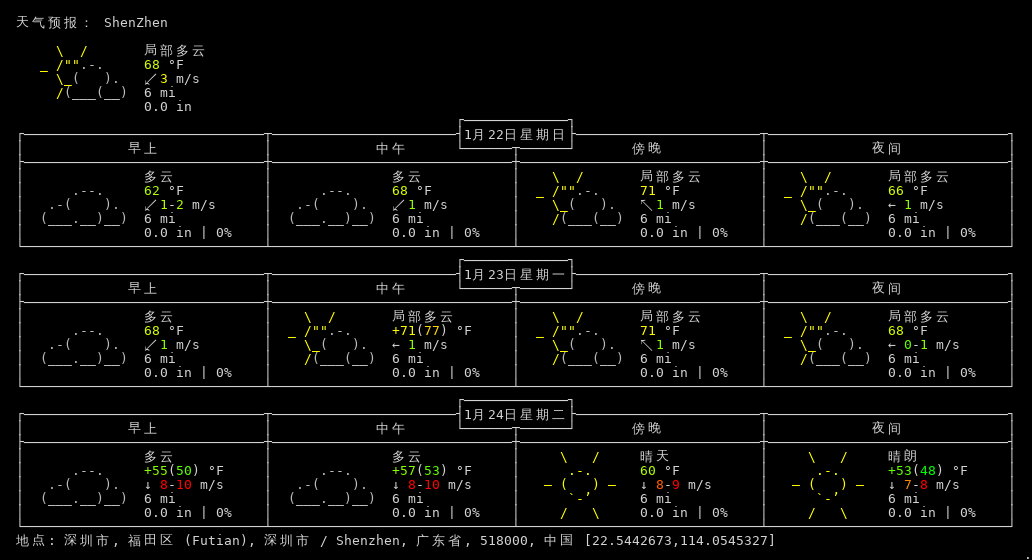 天气预报： ShenZhen
局部多云
68 °F
↙ 3 m/s
6 mi
0.0 in
1月22日星期日
早上 中午 傍晚 夜间
多云 多云 局部多云 局部多云
62 °F 68 °F 71 °F 66 °F
↙ 1-2 m/s ↙ 1 m/s ↖ 1 m/s ← 1 m/s
6 mi 6 mi 6 mi 6 mi
0.0 in | 0% 0.0 in | 0% 0.0 in | 0% 0.0 in | 0%
1月23日星期一
早上 中午 傍晚 夜间
多云 局部多云 局部多云 局部多云
68 °F +71(77) °F 71 °F 68 °F
↙ 1 m/s ← 1 m/s ↖ 1 m/s ← 0-1 m/s
6 mi 6 mi 6 mi 6 mi
0.0 in | 0% 0.0 in | 0% 0.0 in | 0% 0.0 in | 0%
1月24日星期二
早上 中午 傍晚 夜间
多云 多云 晴天 晴朗
+55(50) °F +57(53) °F 60 °F +53(48) °F
↓ 8-10 m/s ↓ 8-10 m/s ↓ 8-9 m/s ↓ 7-8 m/s
6 mi 6 mi 6 mi 6 mi
0.0 in | 0% 0.0 in | 0% 0.0 in | 0% 0.0 in | 0%
地点: 深圳市, 福田区 (Futian), 深圳市 / Shenzhen, 广东省, 518000, 中国 [22.5442673,114.0545327]